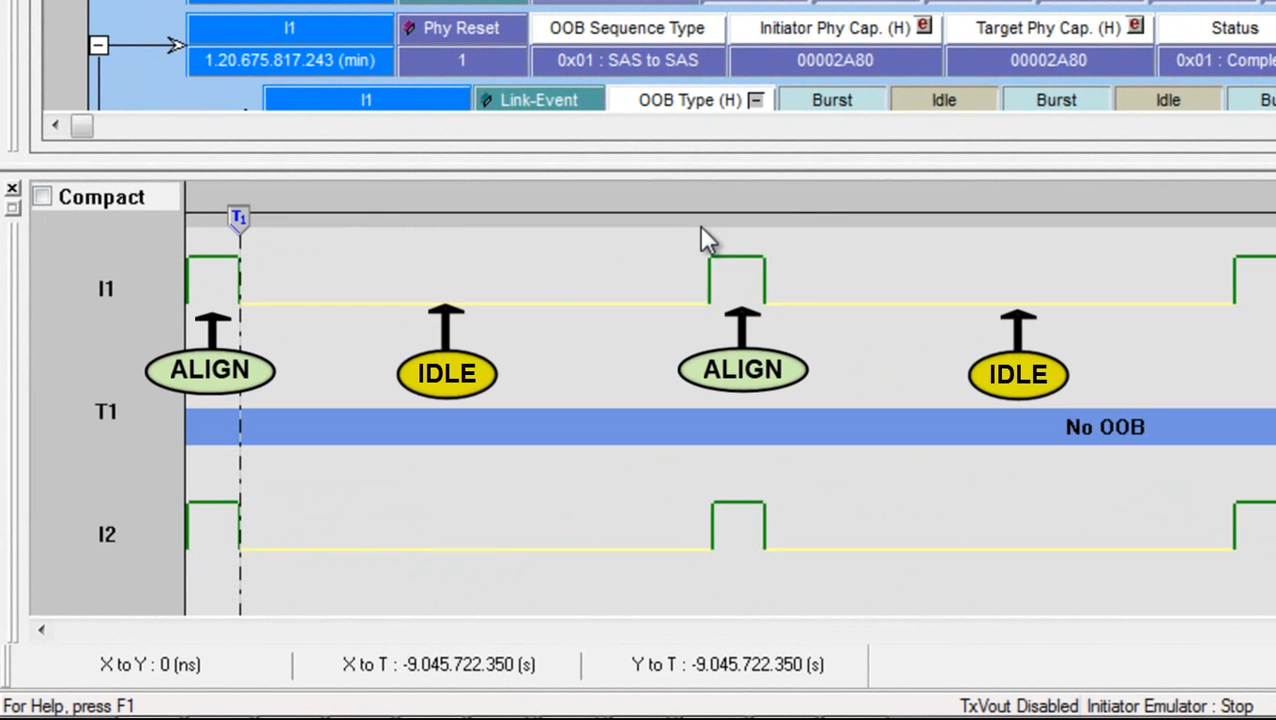 I1 Phy Reset OOB Sequence Type Initiator Phy Cap. (H) e Target Phy Cap. (H) e Status
1.20.675.817.243 (min) 1 0x01 : SAS to SAS 00002A80 00002A80 0x01 : Comple
I1 Link-Event OOB Type (H) Burst Idle Burst Idle Bu
Compact
T1
I1
ALIGN IDLE ALIGN IDLE
T1 No OOB
I2
X to Y : 0 (ns) X to T : -9.045.722.350 (s) Y to T : -9.045.722.350 (s)
For Help, press F1 TxVout Disabled Initiator Emulator : Stop